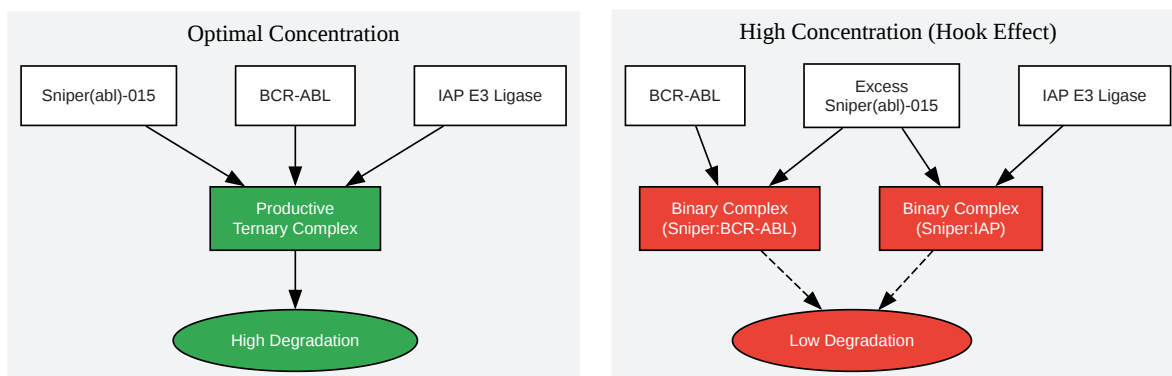 Optimal Concentration
Sniper(abl)-015
BCR-ABL
IAP E3 Ligase
Productive
Ternary Complex
High Degradation
High Concentration (Hook Effect)
BCR-ABL
Excess
Sniper(abl)-015
IAP E3 Ligase
Binary Complex
(Sniper:BCR-ABL)
Binary Complex
(Sniper:IAP)
Low Degradation